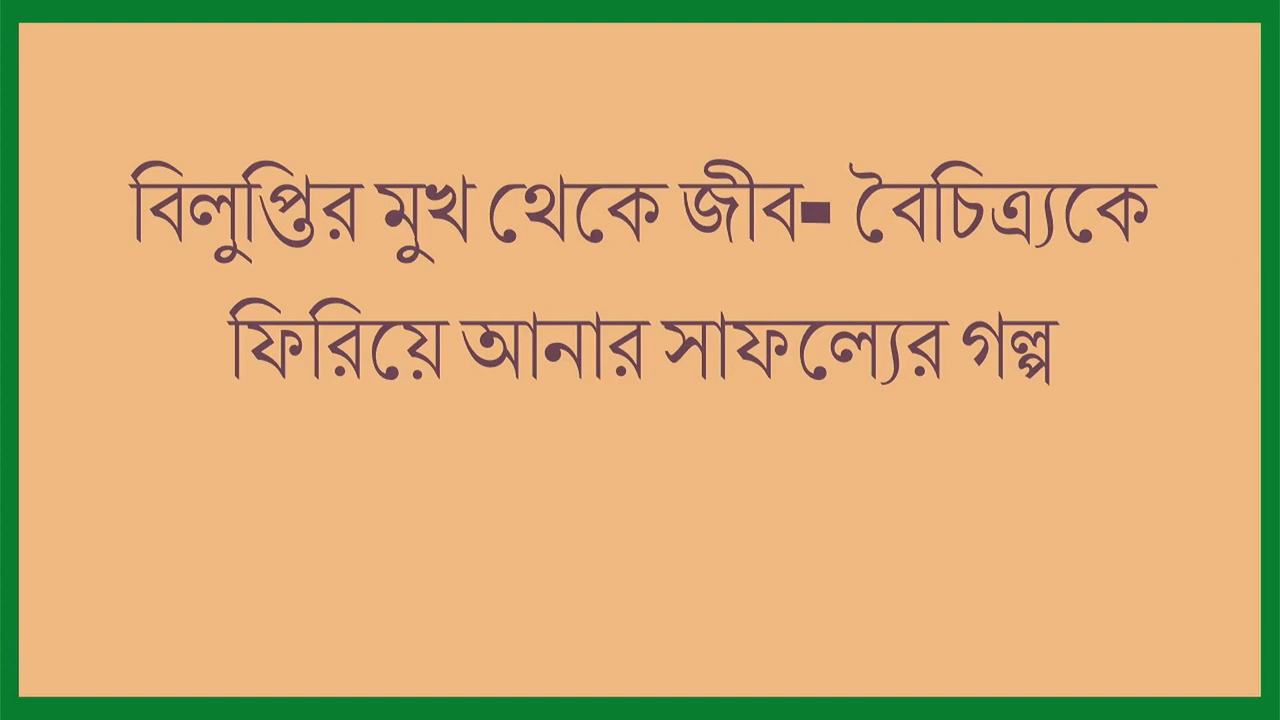 বিলুপ্তির মুখ থেকে জীব- বৈচিত্র্যকে
ফিরিয়ে আনার সাফল্যের গল্প